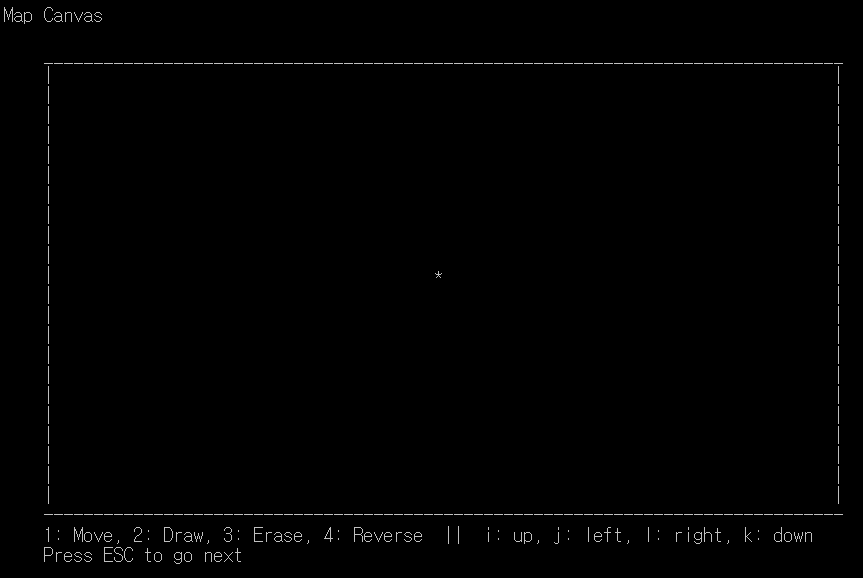 Map Canvas
*
1: Move, 2: Draw, 3: Erase, 4: Reverse  ||  i: up, j: left, l: right, k: down
Press ESC to go next